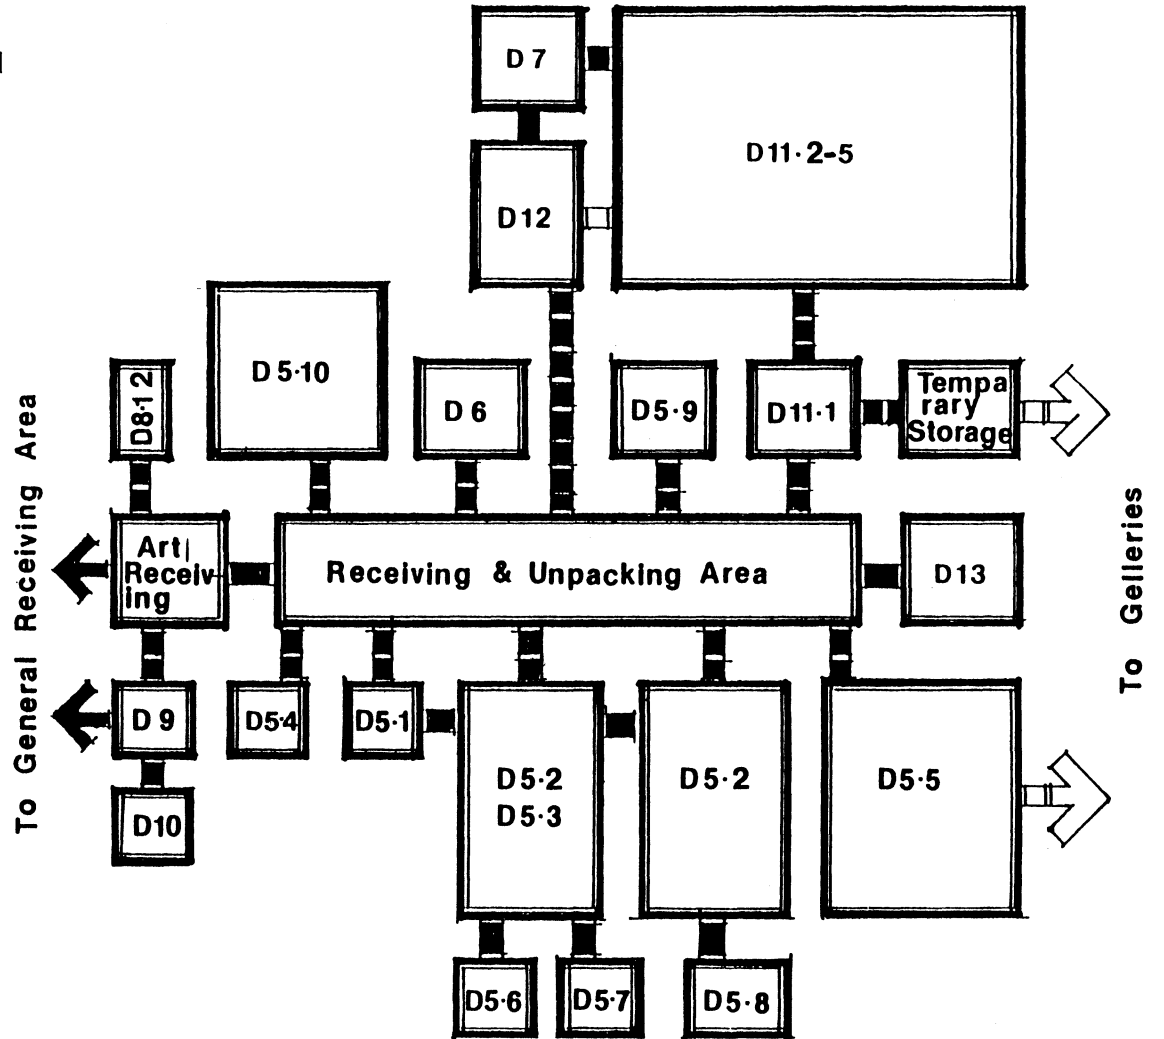 D7
D11·2-5
D12
D5·10
D8·1 2
D6
D5·9
D11·1
Tempa
rary
Storage
To General Receiving Area
To Gelleries
Art
Receiv-
ing
Receiving & Unpacking Area
D13
D9
D5·4
D5·1
D5·2
D5·3
D5·2
D5·5
D10
D5·6
D5·7
D5·8